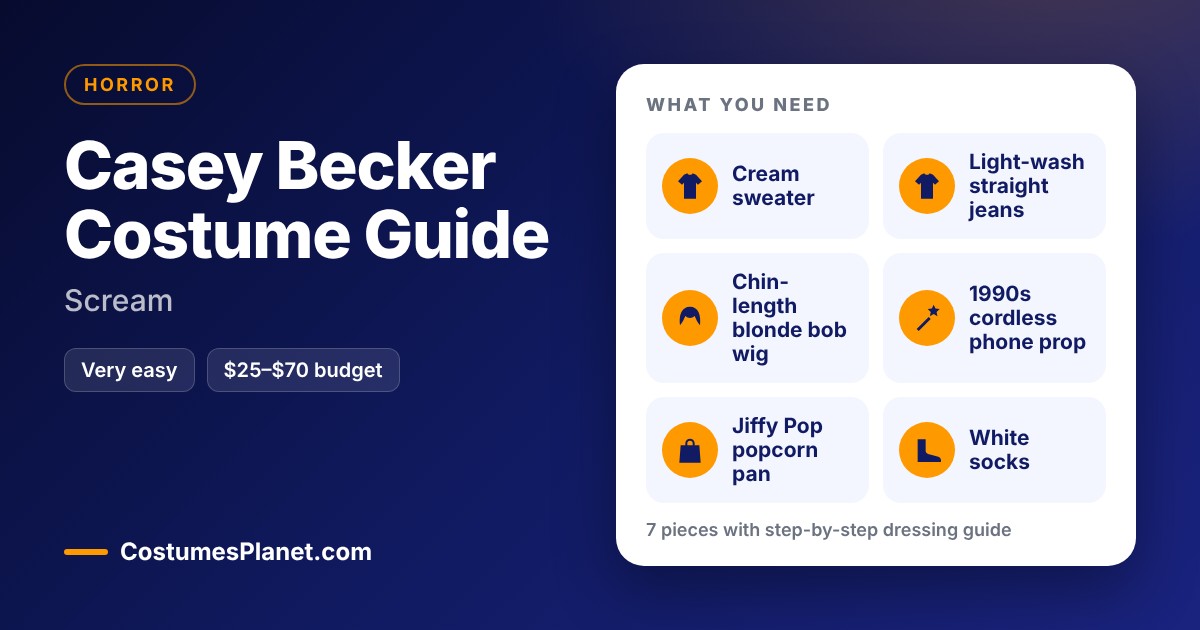 HORROR
Casey Becker
Costume Guide
Scream
Very easy
$25–$70 budget
CostumesPlanet.com
WHAT YOU NEED
Cream
sweater
Light-wash
straight
jeans
Chin-
length
blonde bob
wig
1990s
cordless
phone prop
Jiffy Pop
popcorn
pan
White
socks
7 pieces with step-by-step dressing guide